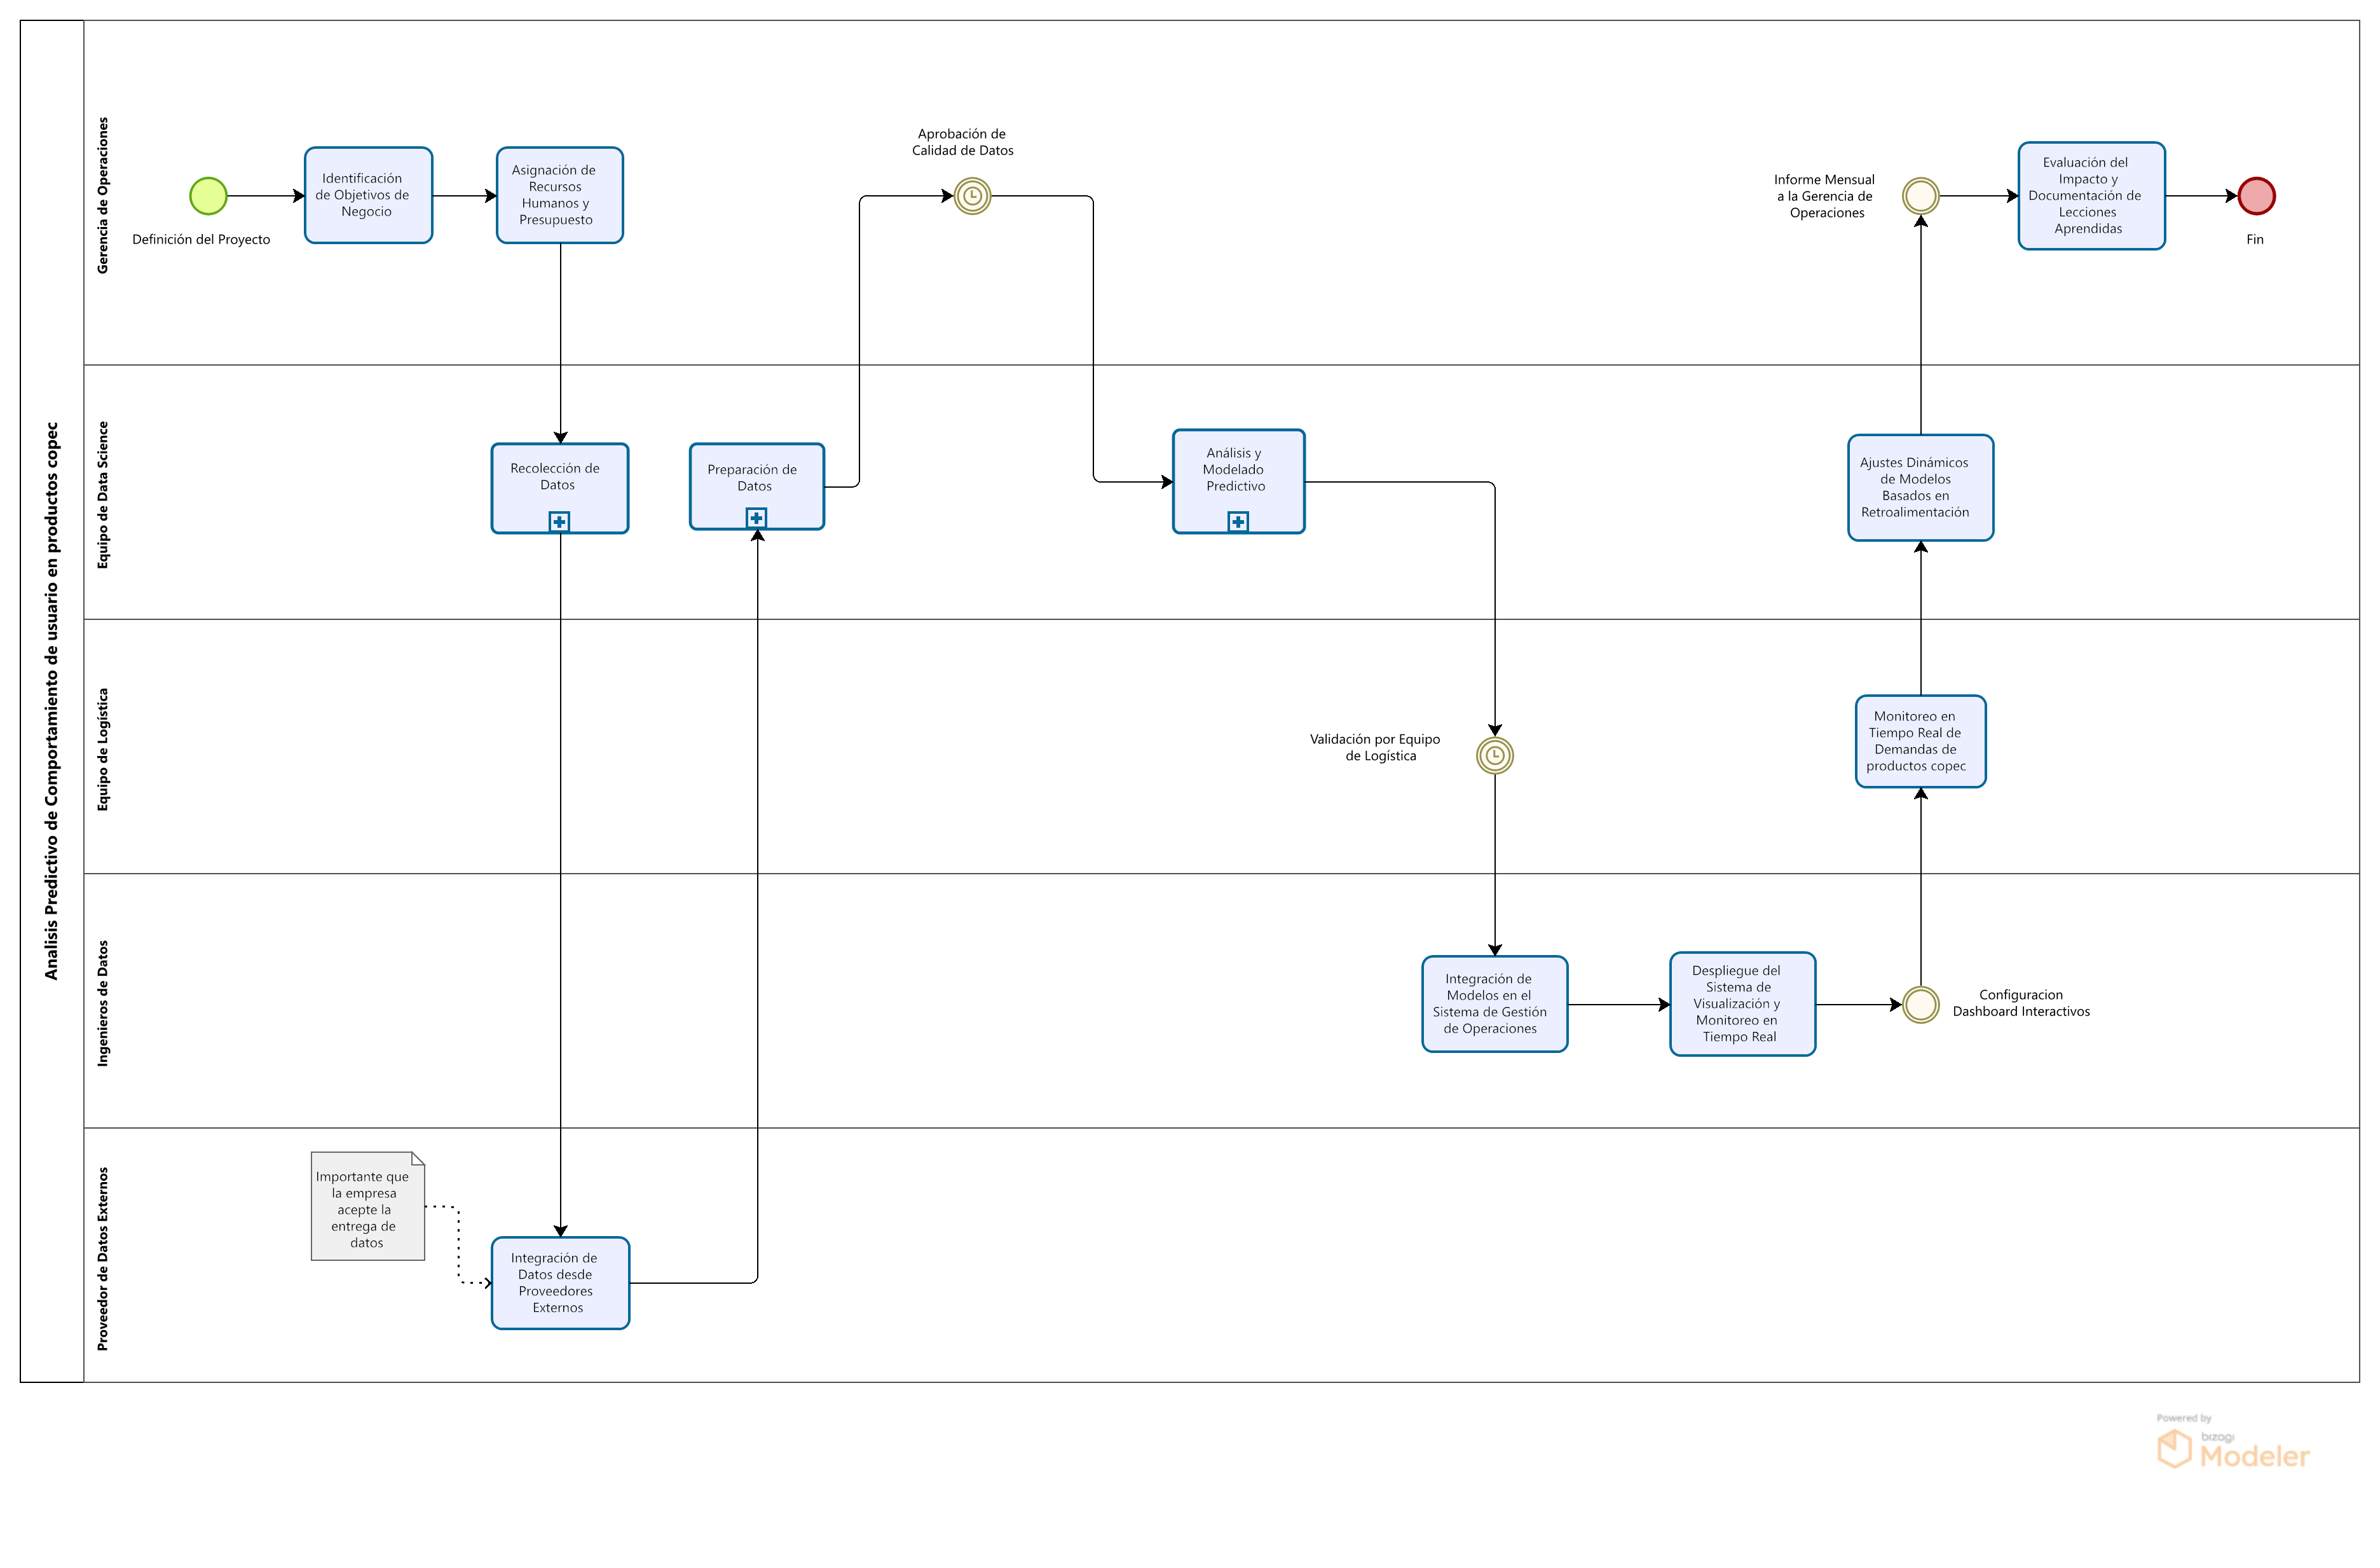 Analisis Predictivo de Comportamiento de usuario en productos copec
Gerencia de Operaciones
Definición del Proyecto
Identificación
de Objetivos de
Negocio
Asignación de
Recursos
Humanos y
Presupuesto
Aprobación de
Calidad de Datos
Informe Mensual
a la Gerencia de
Operaciones
Evaluación del
Impacto y
Documentación de
Lecciones
Aprendidas
Fin
Equipo de Data Science
Recolección de
Datos
Preparación de
Datos
Análisis y
Modelado
Predictivo
Ajustes Dinámicos
de Modelos
Basados en
Retroalimentación
Equipo de Logística
Validación por Equipo
de Logística
Monitoreo en
Tiempo Real de
Demandas de
productos copec
Ingenieros de Datos
Integración de
Modelos en el
Sistema de Gestión
de Operaciones
Despliegue del
Sistema de
Visualización y
Monitoreo en
Tiempo Real
Configuracion
Dashboard Interactivos
Proveedor de Datos Externos
Importante que
la empresa
acepte la
entrega de
datos
Integración de
Datos desde
Proveedores
Externos
Powered by
bizagi
Modeler